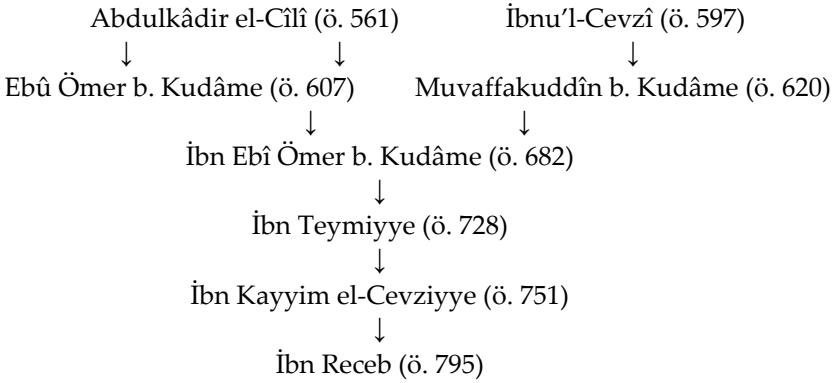 Abdulkâdir el-Cîlî (ö. 561) İbnu'l-Cevzî (ö. 597)
↓ ↓ ↓
Ebû Ömer b. Kudâme (ö. 607) Muvaffakuddîn b. Kudâme (ö. 620)
↓ ↓
İbn Ebî Ömer b. Kudâme (ö. 682)
↓
İbn Teymiyye (ö. 728)
↓
İbn Kayyim el-Cevziyye (ö. 751)
↓
İbn Receb (ö. 795)